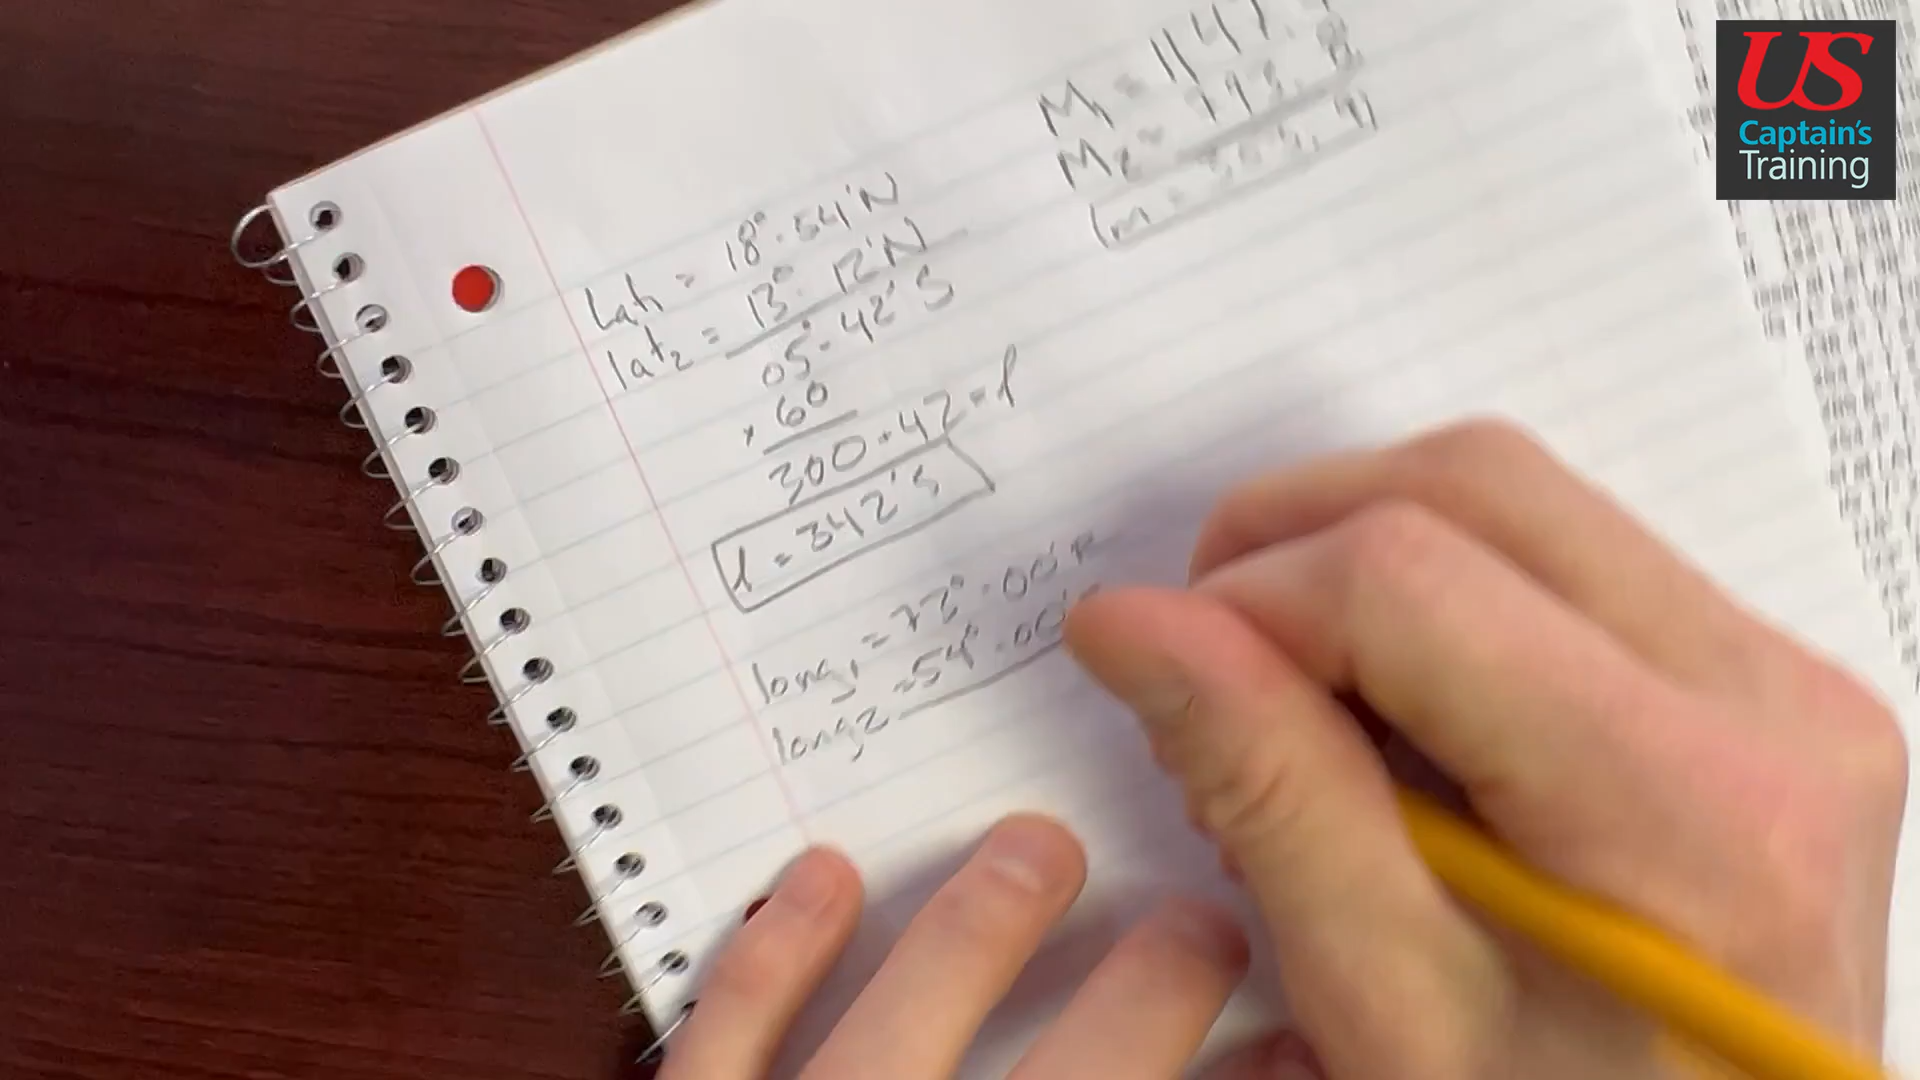 US
Captain's
Training
M₁ = 1147.
M₂ =
m =
Lat₁ = 18°-54'N
lat₂ = 13°-12'N
05°-42'S
× 60
300+42=l
l = 342'S
long₁ = 72°-00'E
long2 = 54°-00'